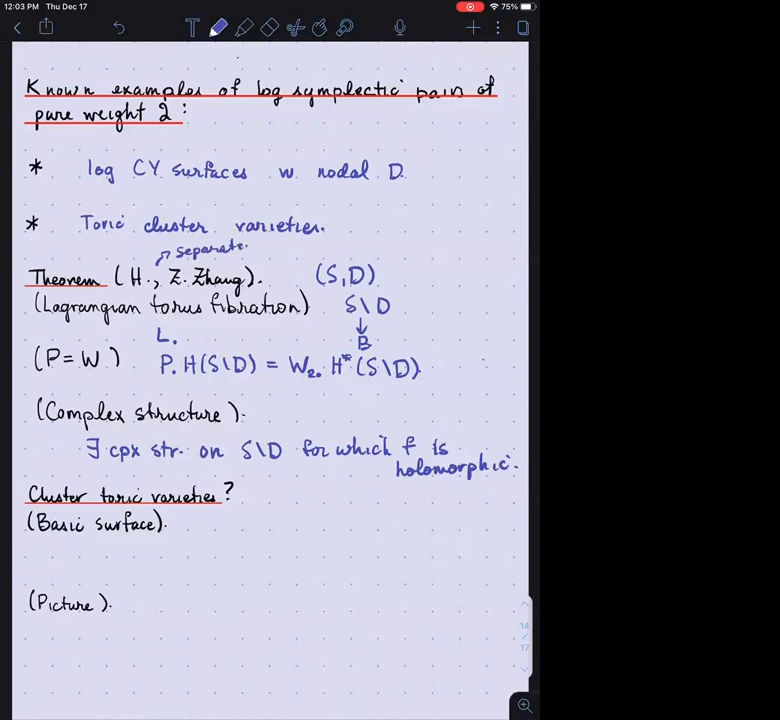 12:03 PM Thu Dec 17
75%
Known examples of log symplectic pairs of
pure weight 2:
* log CY surfaces w nodal D.
* Toric cluster varieties.
↗ separate.
Theorem (H., Z. Zhang). (S,D)
(Lagrangian torus fibration) S\D
↓
L. B
(P=W) P. H(S\D) = W₂. H*(S\D).
(Complex structure).
∃ cpx str. on S\D for which f is
holomorphic.
Cluster toric varieties?
(Basic surface).
(Picture).
14
/
17